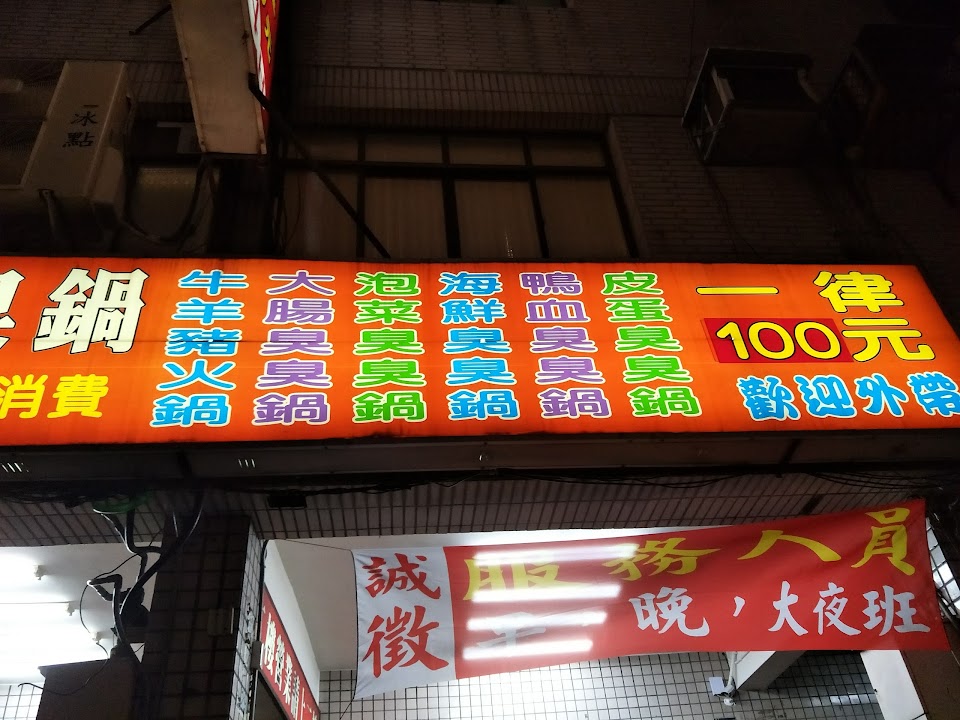 冰點
鍋
消費
牛羊豬火鍋
大腸臭臭鍋
泡菜臭臭鍋
海鮮臭臭鍋
鴨血臭臭鍋
皮蛋臭臭鍋
一律
100元
歡迎外帶
誠徵
服務人員
晚，大夜班